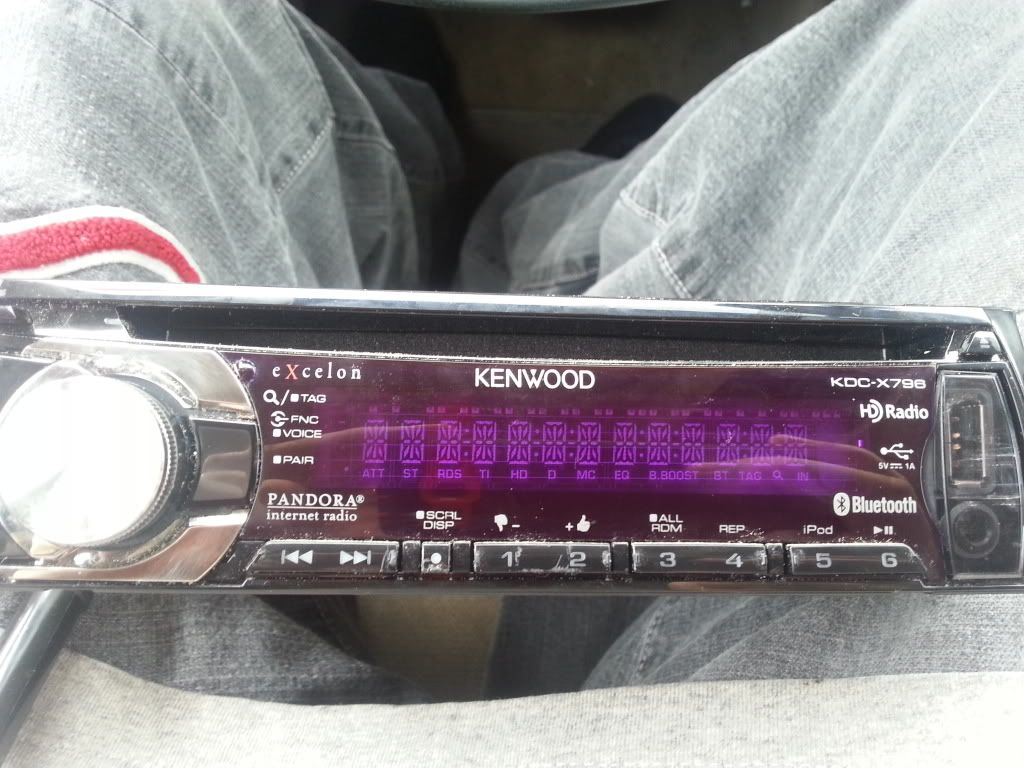 eXcelon
KENWOOD
KDC-X796
/ TAG
HD Radio
FNC
VOICE
5V 1A
PAIR
ATT ST RDS TI HD D MC EQ B.BOOST BT TAG IN
PANDORA®
internet radio
Bluetooth
SCRL
DISP
-
+
ALL
RDM
REP
iPod
1 2 3 4 5 6